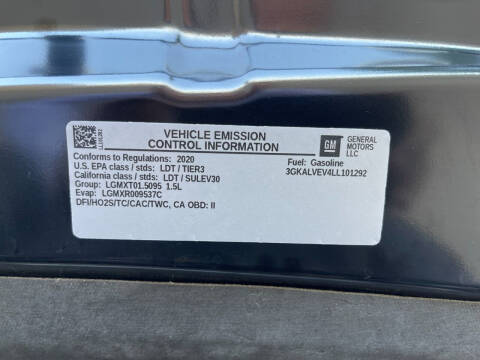 VEHICLE EMISSION
CONTROL INFORMATION
GM
GENERAL
MOTORS
LLC
Conforms to Regulations: 2020
U.S. EPA class / stds: LDT / TIER3
California class / stds: LDT / SULEV30
Group: LGMXT01.5095 1.5L
Evap: LGMXR009537C
DFI/HO2S/TC/CAC/TWC, CA OBD: II
Fuel: Gasoline
3GKALVEV4LL101292